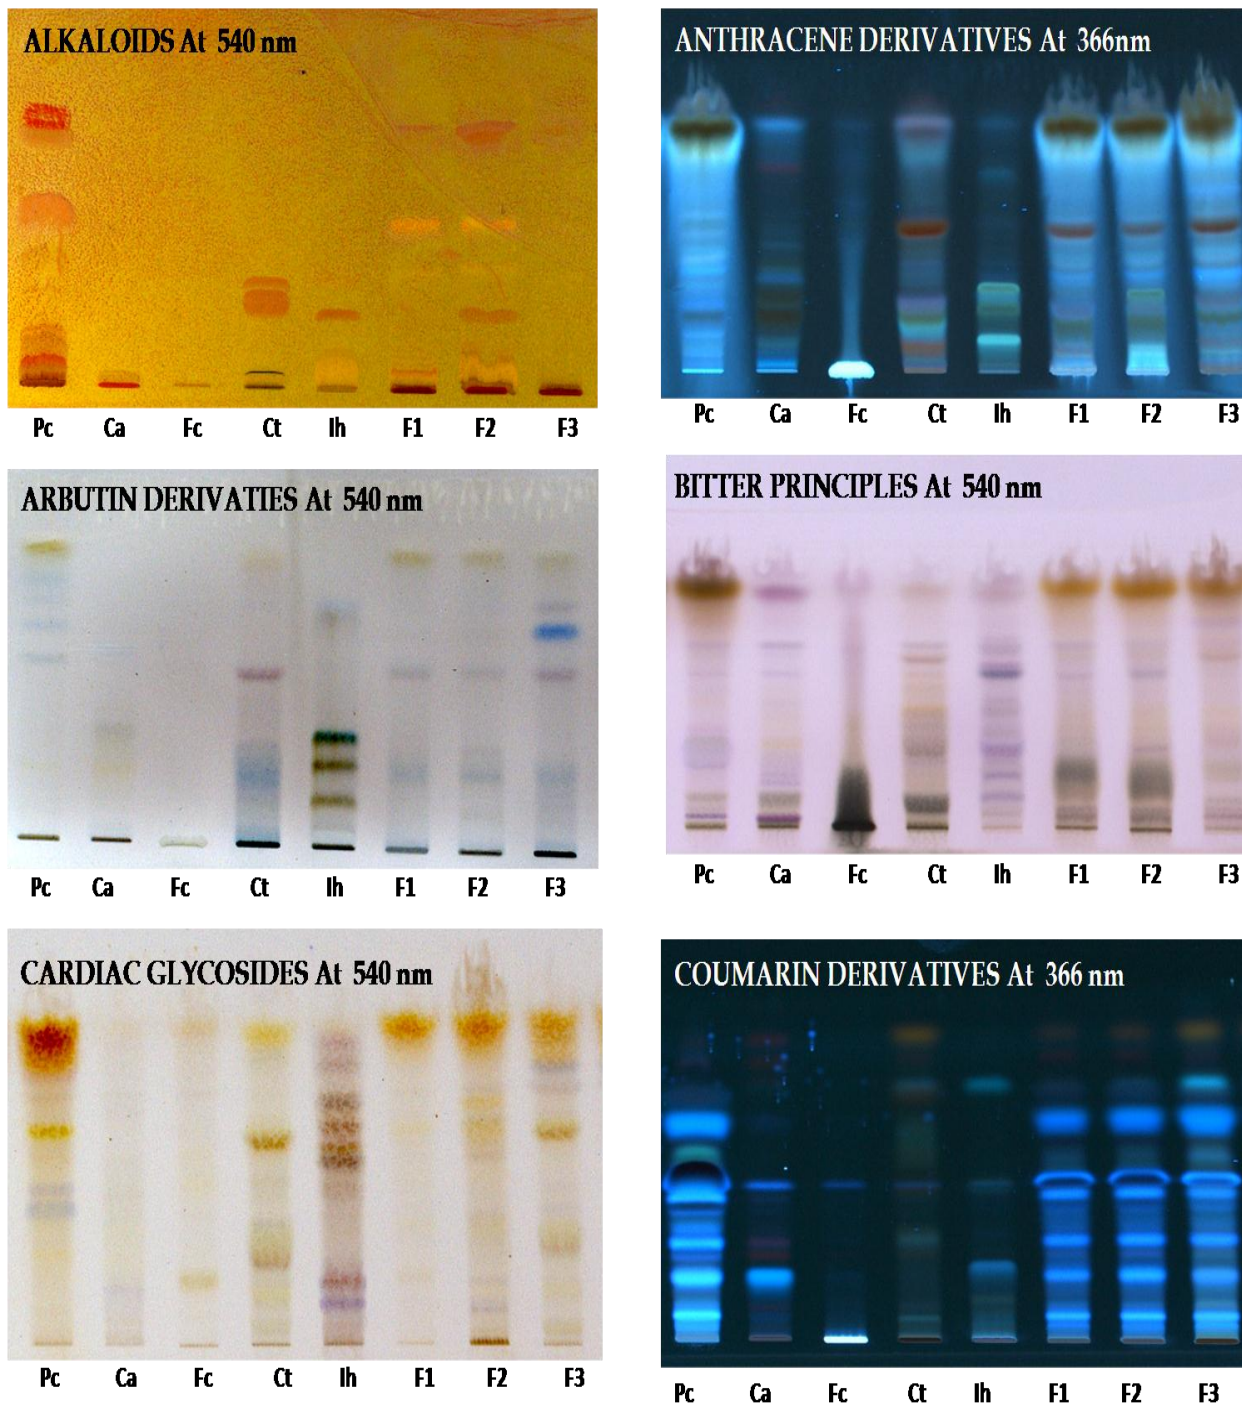 ALKALOIDS At 540 nm
Pc Ca Fc Ct Ih F1 F2 F3
ANTHRACENE DERIVATIVES At 366nm
Pc Ca Fc Ct Ih F1 F2 F3
ARBUTIN DERIVATIES At 540 nm
Pc Ca Fc Ct Ih F1 F2 F3
BITTER PRINCIPLES At 540 nm
Pc Ca Fc Ct Ih F1 F2 F3
CARDIAC GLYCOSIDES At 540 nm
Pc Ca Fc Ct Ih F1 F2 F3
COUMARIN DERIVATIVES At 366 nm
Pc Ca Fc Ct Ih F1 F2 F3